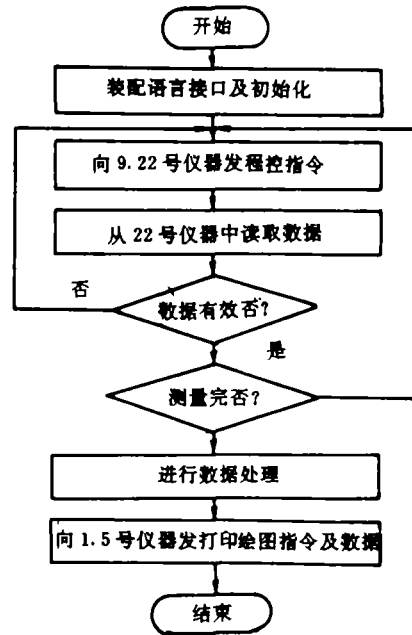 开始
装配语言接口及初始化
向9.22号仪器发程控指令
从22号仪器中读取数据
否
数据有效否?
是
测量完否?
进行数据处理
向1.5号仪器发打印绘图指令及数据
结束